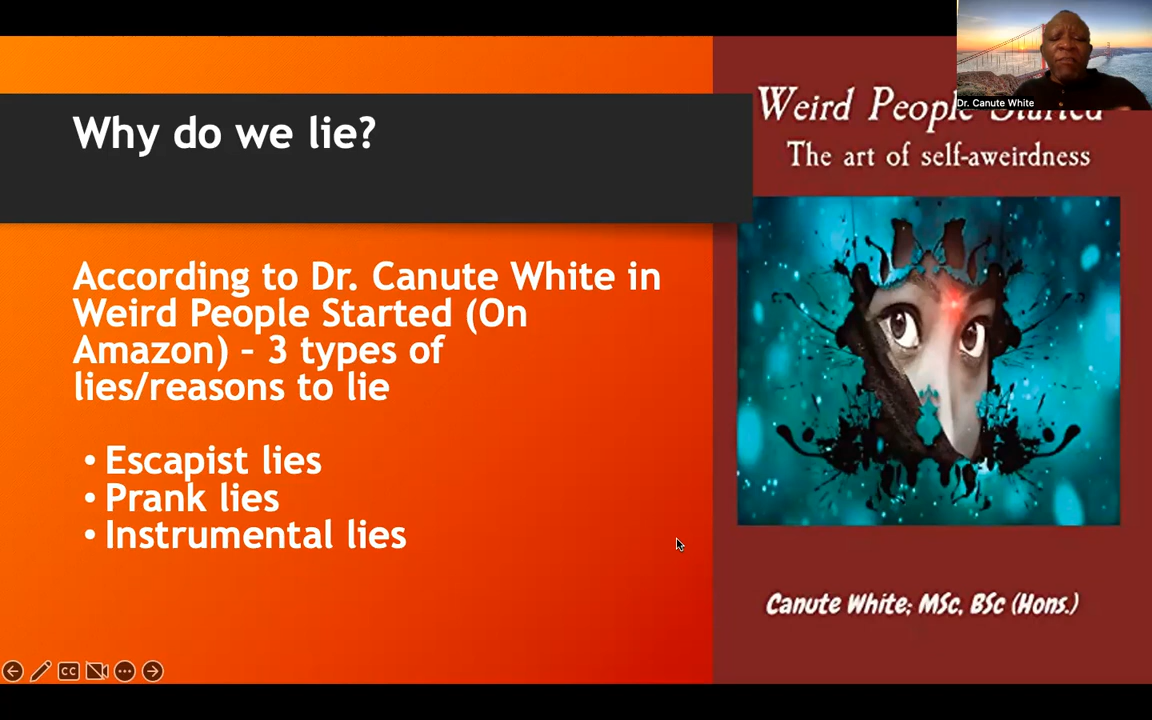 Why do we lie?
According to Dr. Canute White in
Weird People Started (On
Amazon) – 3 types of
lies/reasons to lie
• Escapist lies
• Prank lies
• Instrumental lies
Dr. Canute White
Weird People Started
The art of self-aweirdness
Canute White; MSc, BSc (Hons.)
CC